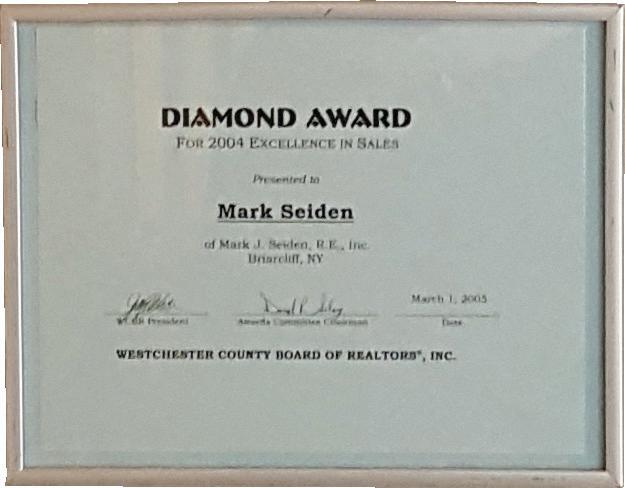 DIAMOND AWARD
FOR 2004 EXCELLENCE IN SALES
Presented to
Mark Seiden
of Mark J. Seiden, R.E., Inc.
Briarcliff, NY
March 1, 2005
WCBR President
Awards Committee Chairman
Date
WESTCHESTER COUNTY BOARD OF REALTORS®, INC.